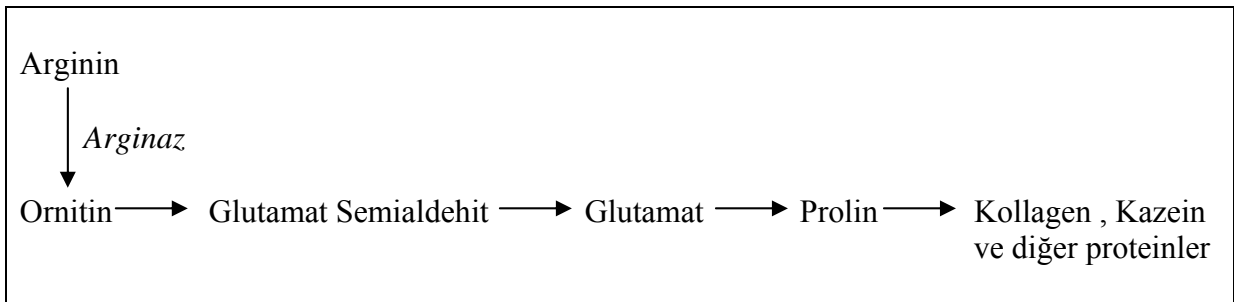 Arginin
Arginaz
Ornitin Glutamat Semialdehit Glutamat Prolin Kollagen , Kazein
ve diğer proteinler